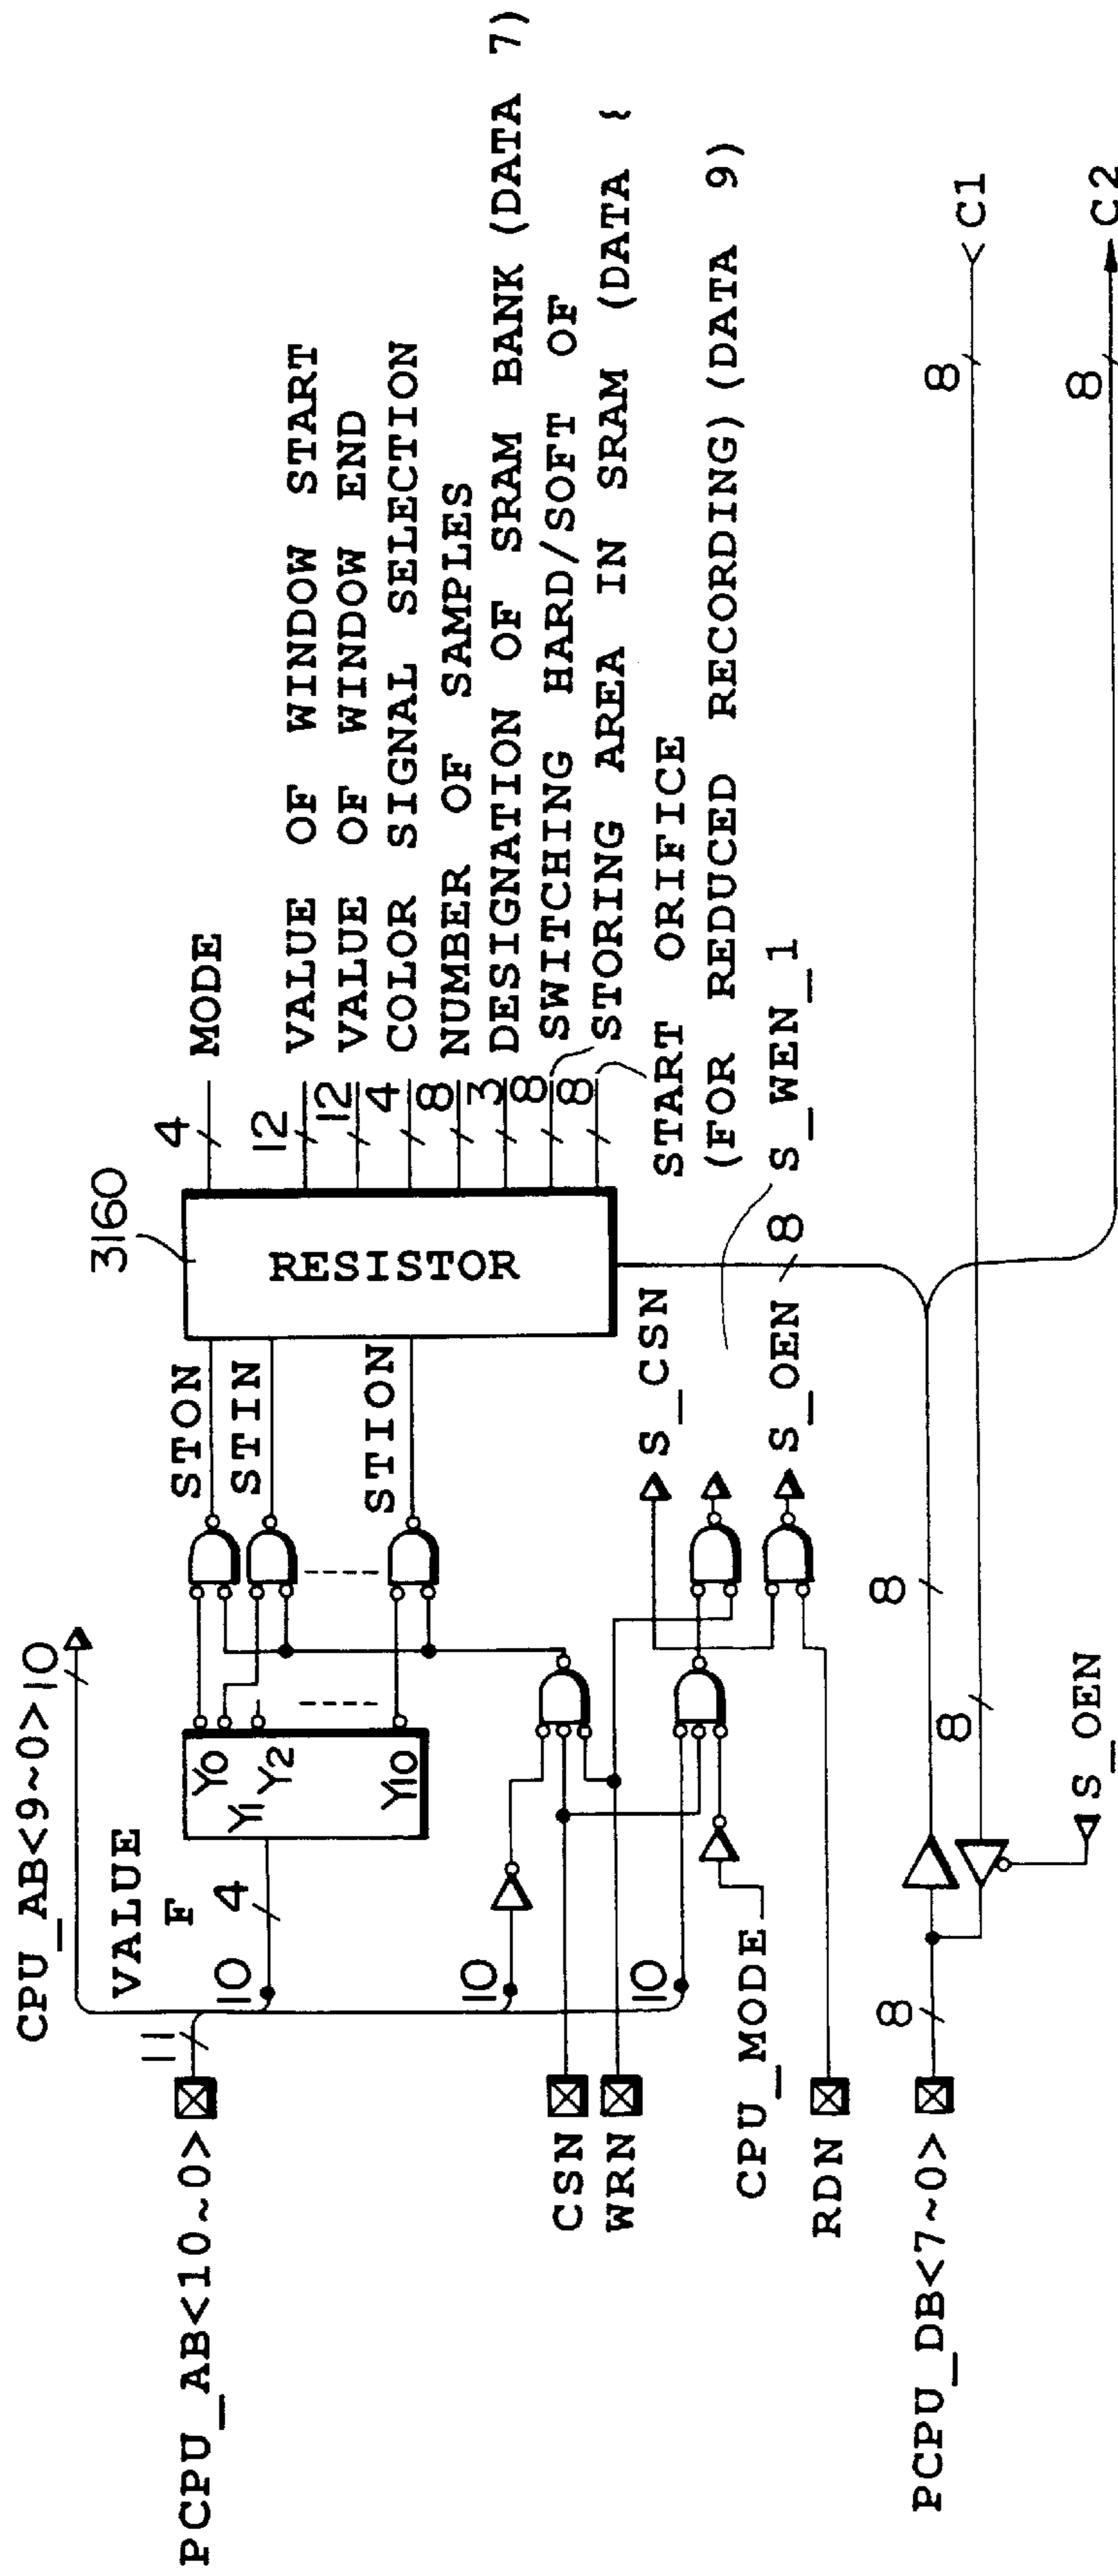 CPU_AB<9~0>10
PCPU_AB<10~0>
11
VALUE
F
10
4
Y0
Y1
Y2
Y10
STON
STIN
STION
3160
RESISTOR
4
MODE
12
VALUE OF WINDOW START
12
VALUE OF WINDOW END
4
COLOR SIGNAL SELECTION
8
NUMBER OF SAMPLES
3
DESIGNATION OF SRAM BANK (DATA 7)
8
SWITCHING HARD/SOFT OF
STORING AREA IN SRAM (DATA
8
START ORIFICE
(FOR REDUCED RECORDING) (DATA 9)
10
10
CSN
WRN
CPU_MODE
RDN
S_CSN
S_WEN_1
S_OEN
8
PCPU_DB<7~0>
8
8
8
S_OEN
8
C1
8
C2